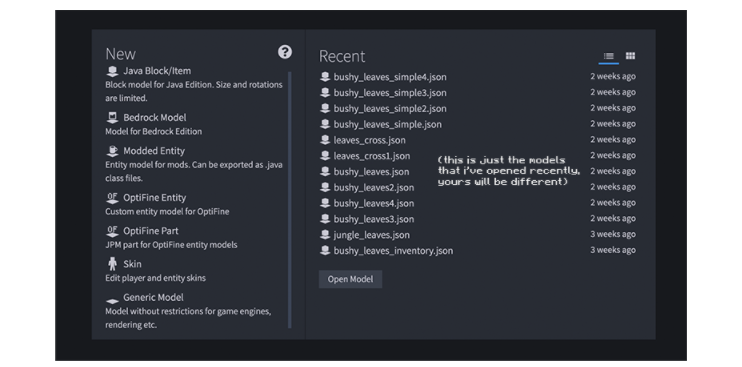 New
?
Java Block/Item
Block model for Java Edition. Size and rotations
are limited.
Bedrock Model
Model for Bedrock Edition
Modded Entity
Entity model for mods. Can be exported as .java
class files.
OF OptiFine Entity
Custom entity model for OptiFine
OF OptiFine Part
JPM part for OptiFine entity models
Skin
Edit player and entity skins
Generic Model
Model without restrictions for game engines,
rendering etc.
Recent
bushy_leaves_simple4.json 2 weeks ago
bushy_leaves_simple3.json 2 weeks ago
bushy_leaves_simple2.json 2 weeks ago
bushy_leaves_simple.json 2 weeks ago
leaves_cross.json 2 weeks ago
leaves_cross1.json 2 weeks ago
bushy_leaves.json 2 weeks ago
bushy_leaves2.json 2 weeks ago
bushy_leaves4.json 2 weeks ago
bushy_leaves3.json 2 weeks ago
jungle_leaves.json 3 weeks ago
bushy_leaves_inventory.json 3 weeks ago
(this is just the models
that i've opened recently,
yours will be different)
Open Model